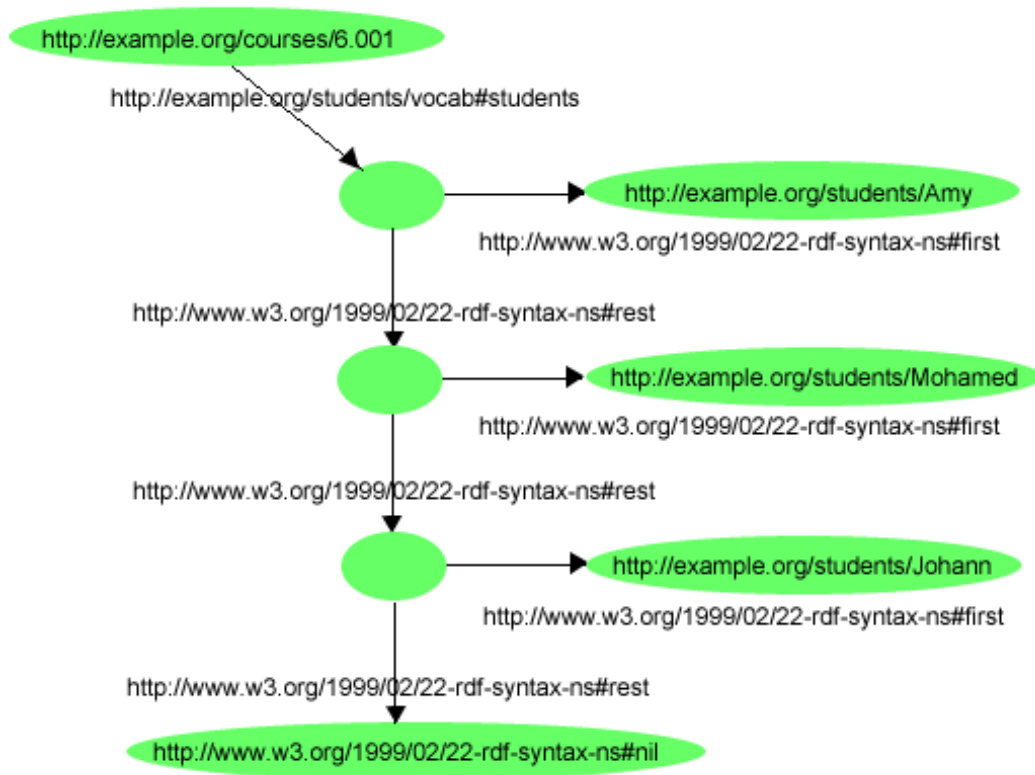 http://example.org/courses/6.001
http://example.org/students/vocab#students
http://example.org/students/Amy
http://www.w3.org/1999/02/22-rdf-syntax-ns#first
http://www.w3.org/1999/02/22-rdf-syntax-ns#rest
http://example.org/students/Mohamed
http://www.w3.org/1999/02/22-rdf-syntax-ns#first
http://www.w3.org/1999/02/22-rdf-syntax-ns#rest
http://example.org/students/Johann
http://www.w3.org/1999/02/22-rdf-syntax-ns#first
http://www.w3.org/1999/02/22-rdf-syntax-ns#rest
http://www.w3.org/1999/02/22-rdf-syntax-ns#nil